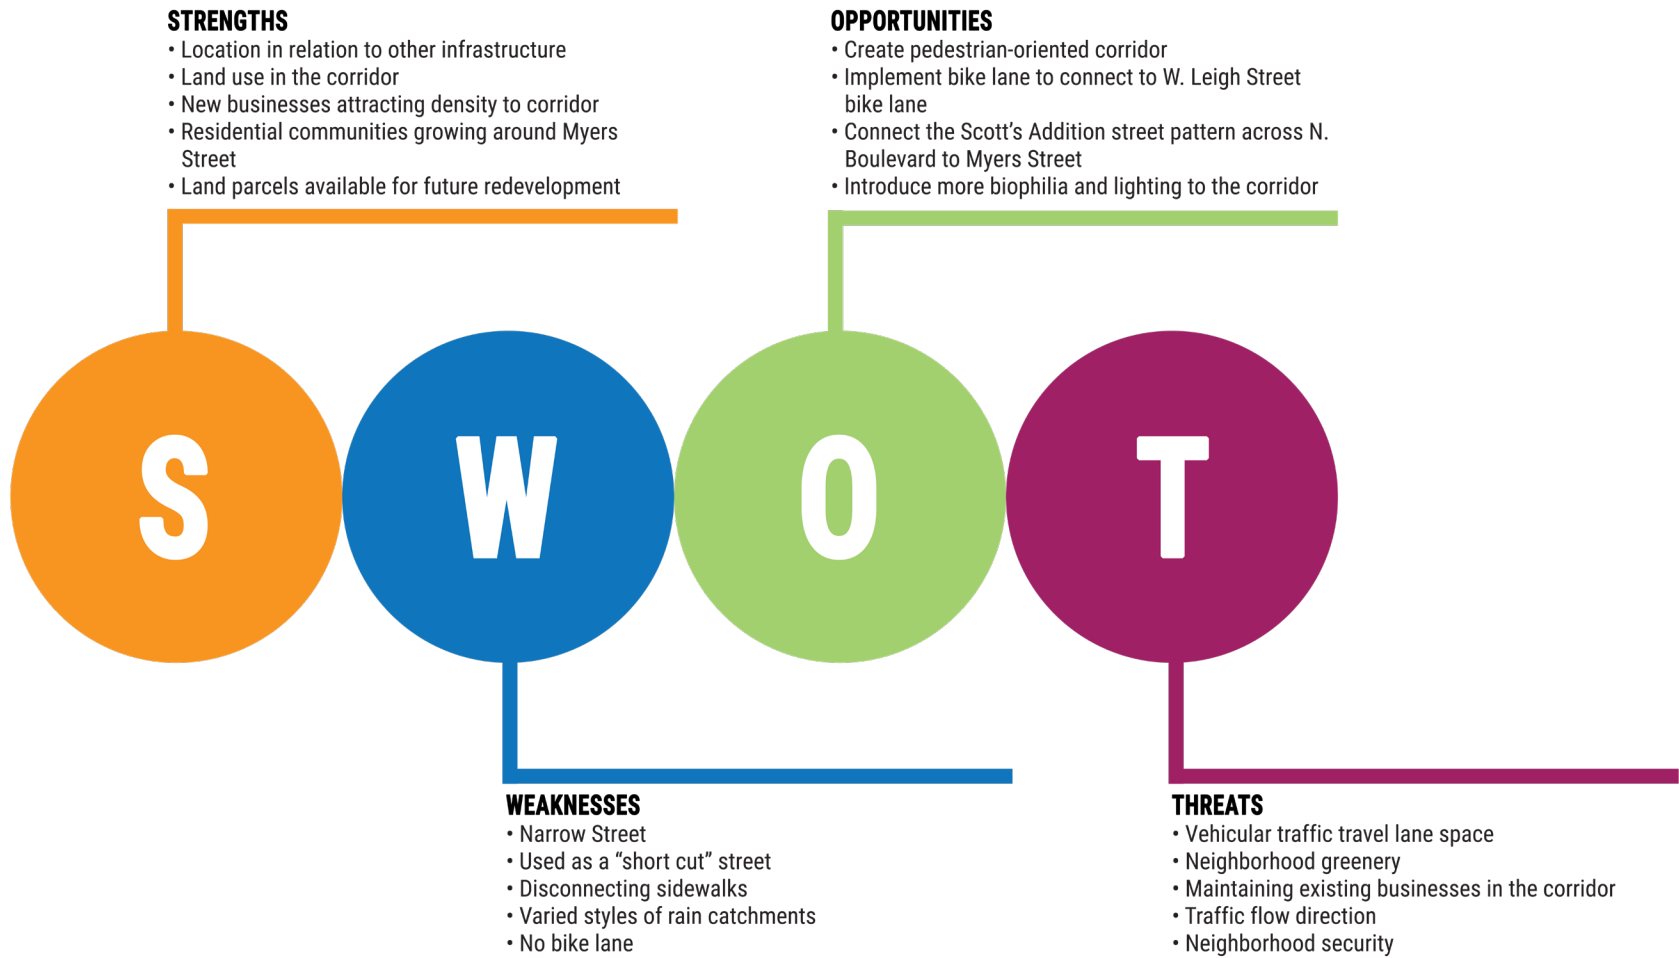 STRENGTHS
• Location in relation to other infrastructure
• Land use in the corridor
• New businesses attracting density to corridor
• Residential communities growing around Myers
Street
• Land parcels available for future redevelopment
OPPORTUNITIES
• Create pedestrian-oriented corridor
• Implement bike lane to connect to W. Leigh Street
bike lane
• Connect the Scott's Addition street pattern across N.
Boulevard to Myers Street
• Introduce more biophilia and lighting to the corridor
S W O T
WEAKNESSES
• Narrow Street
• Used as a “short cut” street
• Disconnecting sidewalks
• Varied styles of rain catchments
• No bike lane
THREATS
• Vehicular traffic travel lane space
• Neighborhood greenery
• Maintaining existing businesses in the corridor
• Traffic flow direction
• Neighborhood security